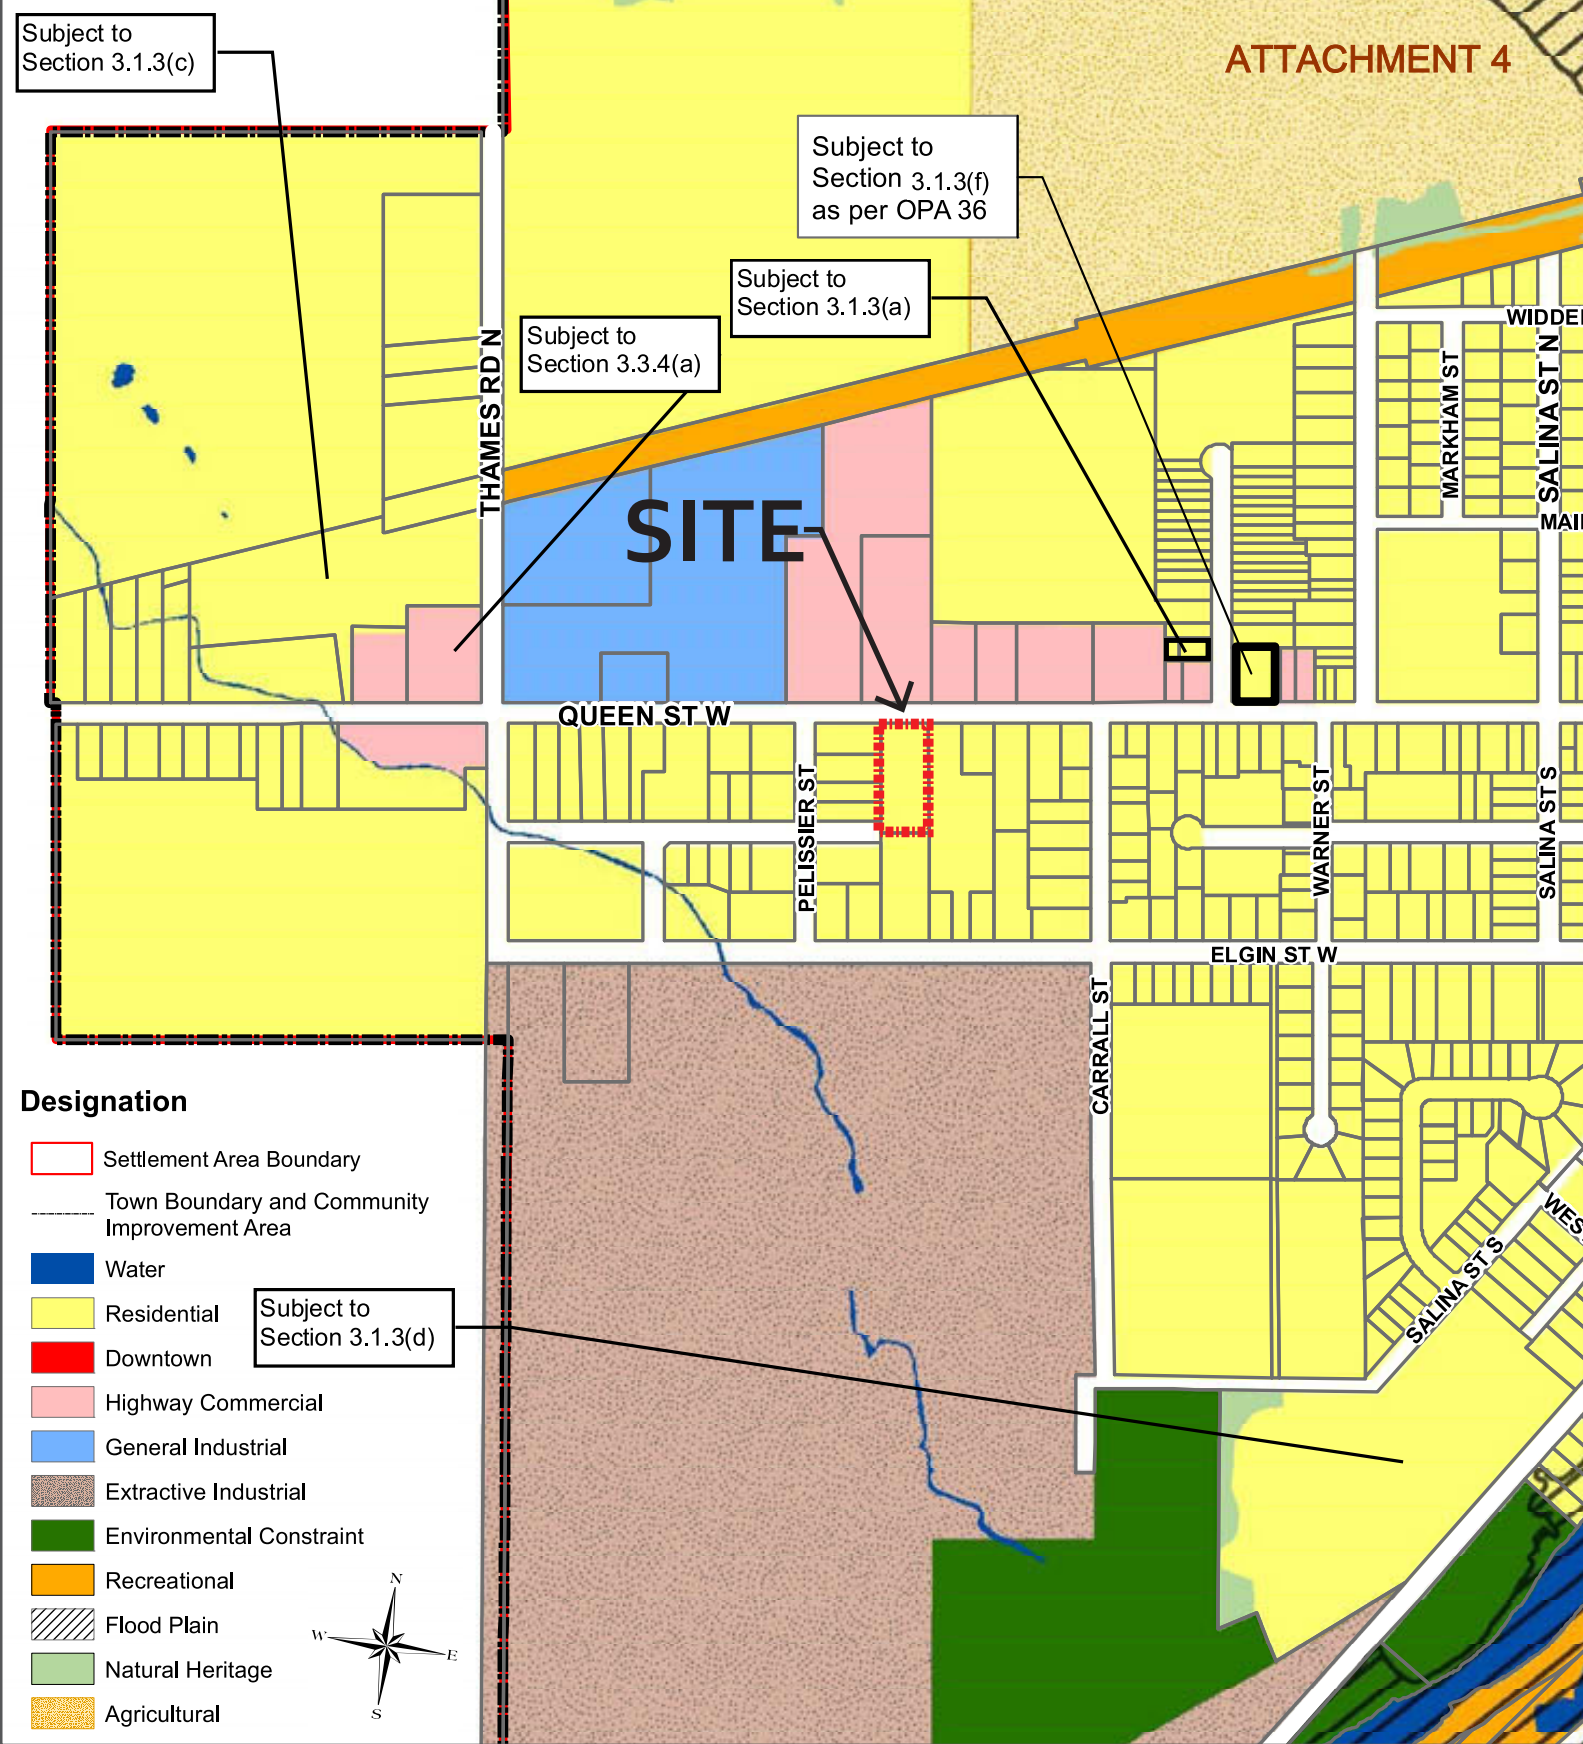 Subject to
Section 3.1.3(c)
ATTACHMENT 4
Subject to
Section 3.1.3(f)
as per OPA 36
Subject to
Section 3.1.3(a)
Subject to
Section 3.3.4(a)
THAMES RD N
SITE
MARKHAM ST
SALINA ST N
QUEEN ST W
PELISSIER ST
WARNER ST
SALINA ST S
ELGIN ST W
CARRALL ST
SALINA ST S
Designation
Settlement Area Boundary
Town Boundary and Community
Improvement Area
Water
Residential
Downtown
Highway Commercial
General Industrial
Extractive Industrial
Environmental Constraint
Recreational
Flood Plain
Natural Heritage
Agricultural
Subject to
Section 3.1.3(d)
N
W
E
S